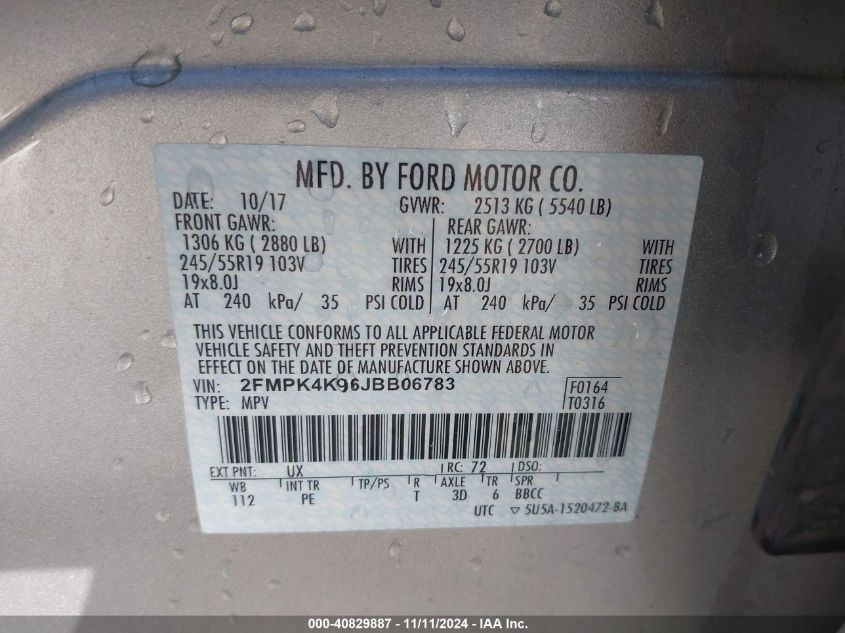 MFD. BY FORD MOTOR CO.
DATE: 10/17 GVWR: 2513 KG ( 5540 LB)
FRONT GAWR: REAR GAWR:
1306 KG ( 2880 LB) WITH 1225 KG ( 2700 LB) WITH
245/55R19 103V TIRES 245/55R19 103V TIRES
19x8.0J RIMS 19x8.0J RIMS
AT 240 kPa/ 35 PSI COLD AT 240 kPa/ 35 PSI COLD
THIS VEHICLE CONFORMS TO ALL APPLICABLE FEDERAL MOTOR
VEHICLE SAFETY AND THEFT PREVENTION STANDARDS IN
EFFECT ON THE DATE OF MANUFACTURE SHOWN ABOVE.
VIN: 2FMPK4K96JBB06783 F0164
TYPE: MPV T0316
EXT PNT: UX RC: 72 DSO:
WB INT TR TP/PS R AXLE TR SPR
112 PE T 3D 6 BBCC
UTC ▽ 5U5A-1520472-BA
000-40829887 - 11/11/2024 - IAA Inc.